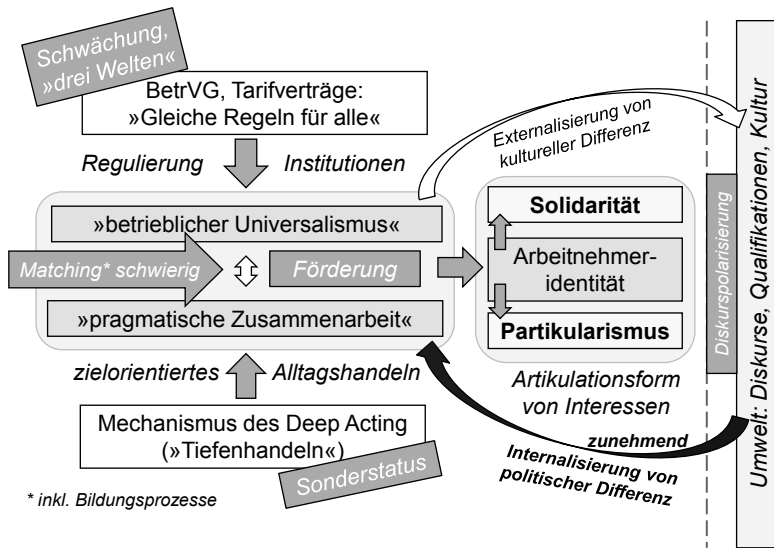 Schwächung,
»drei Welten«
BetrVG, Tarifverträge:
»Gleiche Regeln für alle«
Regulierung
Institutionen
Externalisierung von
kultureller Differenz
»betrieblicher Universalismus«
Matching* schwierig
Förderung
»pragmatische Zusammenarbeit«
Solidarität
Arbeitnehmer-
identität
Partikularismus
Diskurspolarisierung
Umwelt: Diskurse, Qualifikationen, Kultur
zielorientiertes
Alltagshandeln
Artikulationsform
von Interessen
Mechanismus des Deep Acting
(»Tiefenhandeln«)
Sonderstatus
zunehmend
Internalisierung von
politischer Differenz
* inkl. Bildungsprozesse